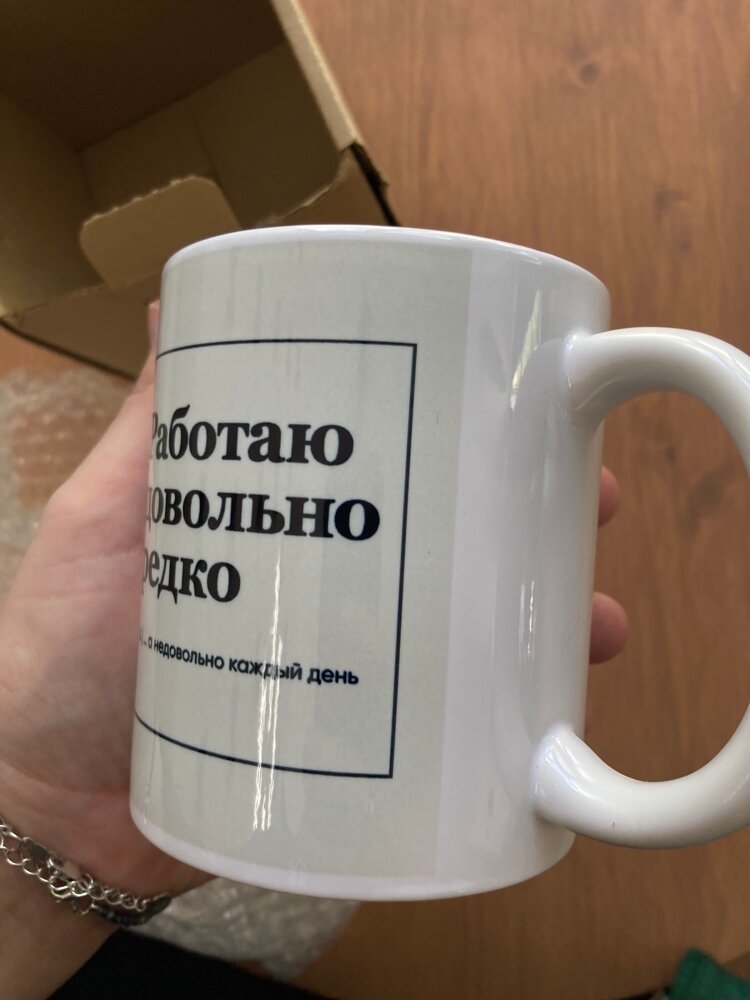 Работаю
довольно
редко
... а недовольно каждый день